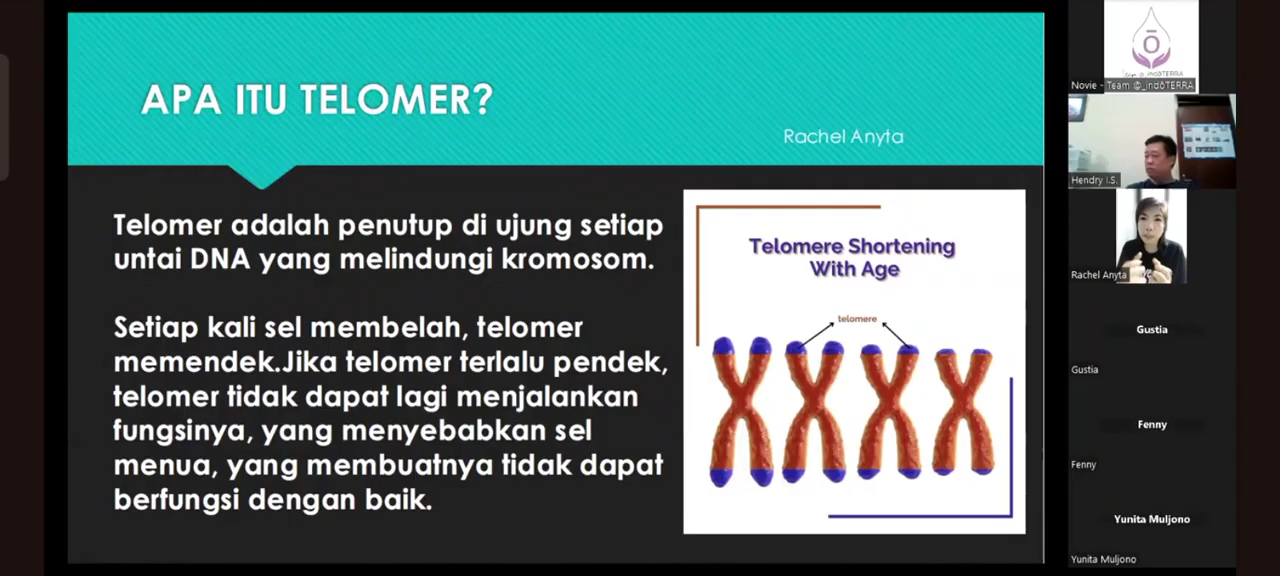 APA ITU TELOMER?
Rachel Anyta
Telomer adalah penutup di ujung setiap
untai DNA yang melindungi kromosom.
Setiap kali sel membelah, telomer
memendek.Jika telomer terlalu pendek,
telomer tidak dapat lagi menjalankan
fungsinya, yang menyebabkan sel
menua, yang membuatnya tidak dapat
berfungsi dengan baik.
Telomere Shortening
With Age
telomere
Novie - Team @_indōTERRA
Hendry I.S.
Rachel Anyta
Gustia
Gustia
Fenny
Fenny
Yunita Muljono
Yunita Muljono